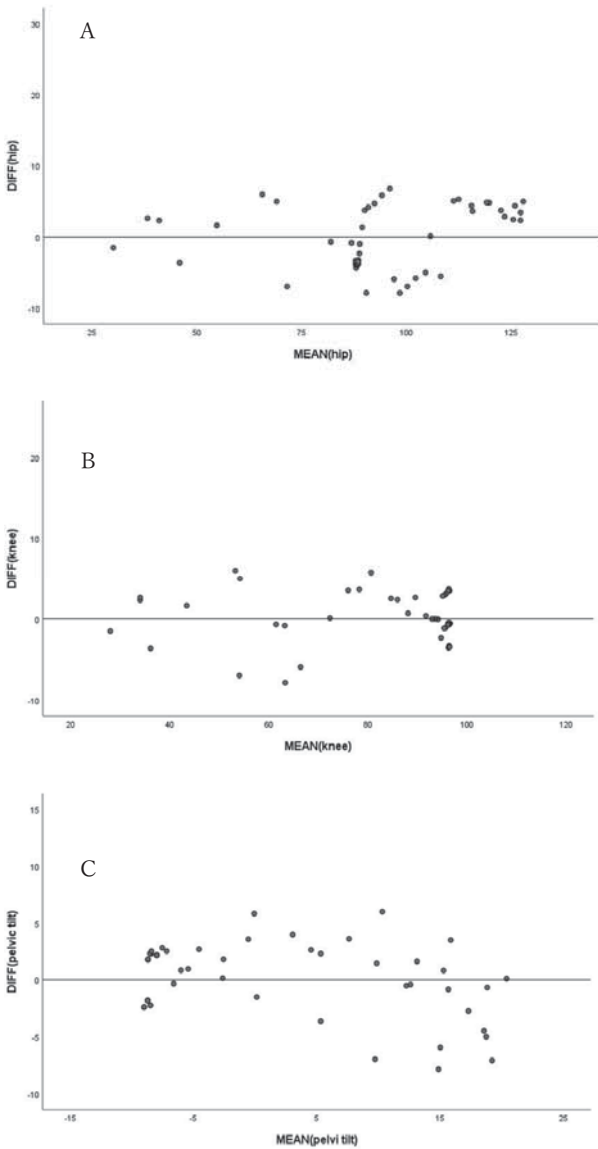 A
30
20
10
0
-10
DIFF(hip)
25 50 75 100 125
MEAN(hip)
B
20
10
0
-10
DIFF(knee)
20 40 60 80 100 120
MEAN(knee)
C
15
10
5
0
-5
-10
DIFF(pelvic tilt)
-15 -5 5 15 25
MEAN(pelvi tilt)